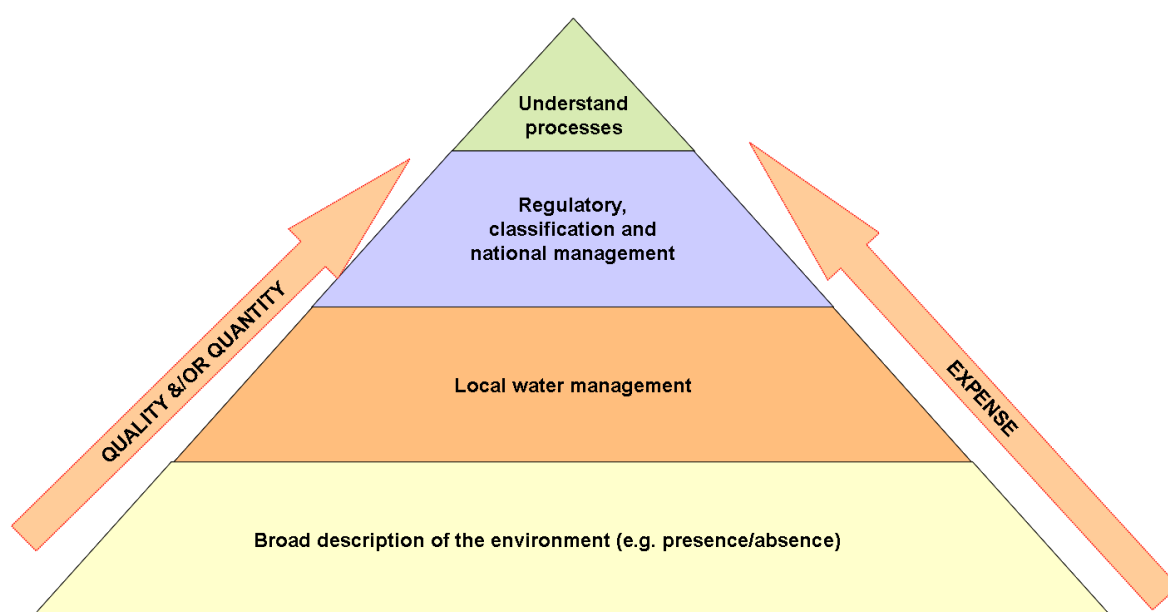 Understand
processes
Regulatory,
classification and
national management
QUALITY &/OR QUANTITY
EXPENSE
Local water management
Broad description of the environment (e.g. presence/absence)